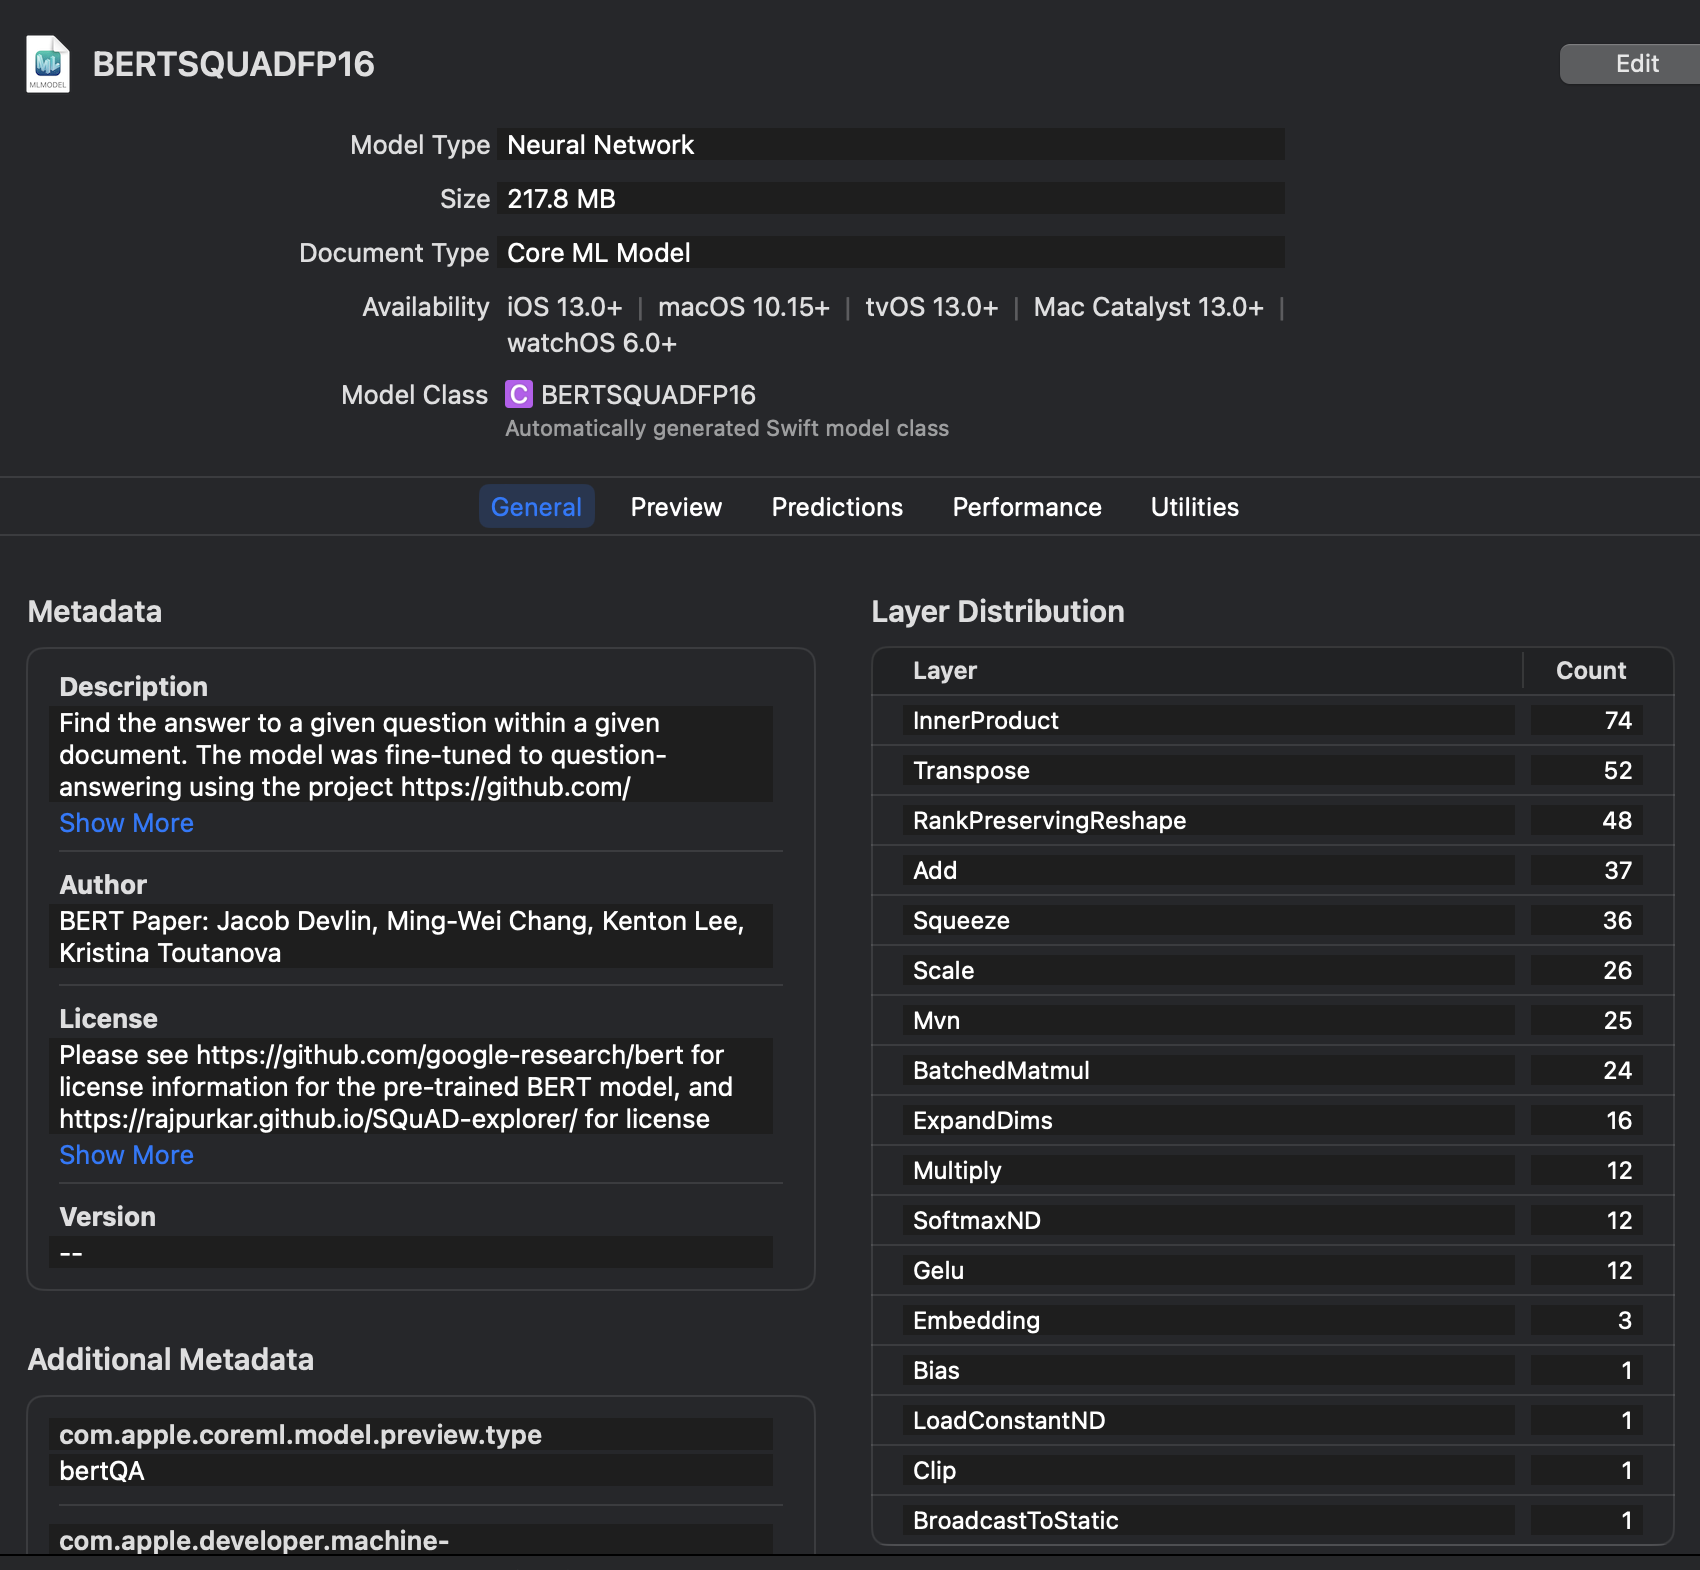 MLMODEL
BERTSQUADFP16
Edit
Model Type Neural Network
Size 217.8 MB
Document Type Core ML Model
Availability iOS 13.0+ | macOS 10.15+ | tvOS 13.0+ | Mac Catalyst 13.0+ |
watchOS 6.0+
Model Class C BERTSQUADFP16
Automatically generated Swift model class
General Preview Predictions Performance Utilities
Metadata
Description
Find the answer to a given question within a given
document. The model was fine-tuned to question-
answering using the project https://github.com/
Show More
Author
BERT Paper: Jacob Devlin, Ming-Wei Chang, Kenton Lee,
Kristina Toutanova
License
Please see https://github.com/google-research/bert for
license information for the pre-trained BERT model, and
https://rajpurkar.github.io/SQuAD-explorer/ for license
Show More
Version
--
Additional Metadata
com.apple.coreml.model.preview.type
bertQA
com.apple.developer.machine-
Layer Distribution
Layer Count
InnerProduct 74
Transpose 52
RankPreservingReshape 48
Add 37
Squeeze 36
Scale 26
Mvn 25
BatchedMatmul 24
ExpandDims 16
Multiply 12
SoftmaxND 12
Gelu 12
Embedding 3
Bias 1
LoadConstantND 1
Clip 1
BroadcastToStatic 1